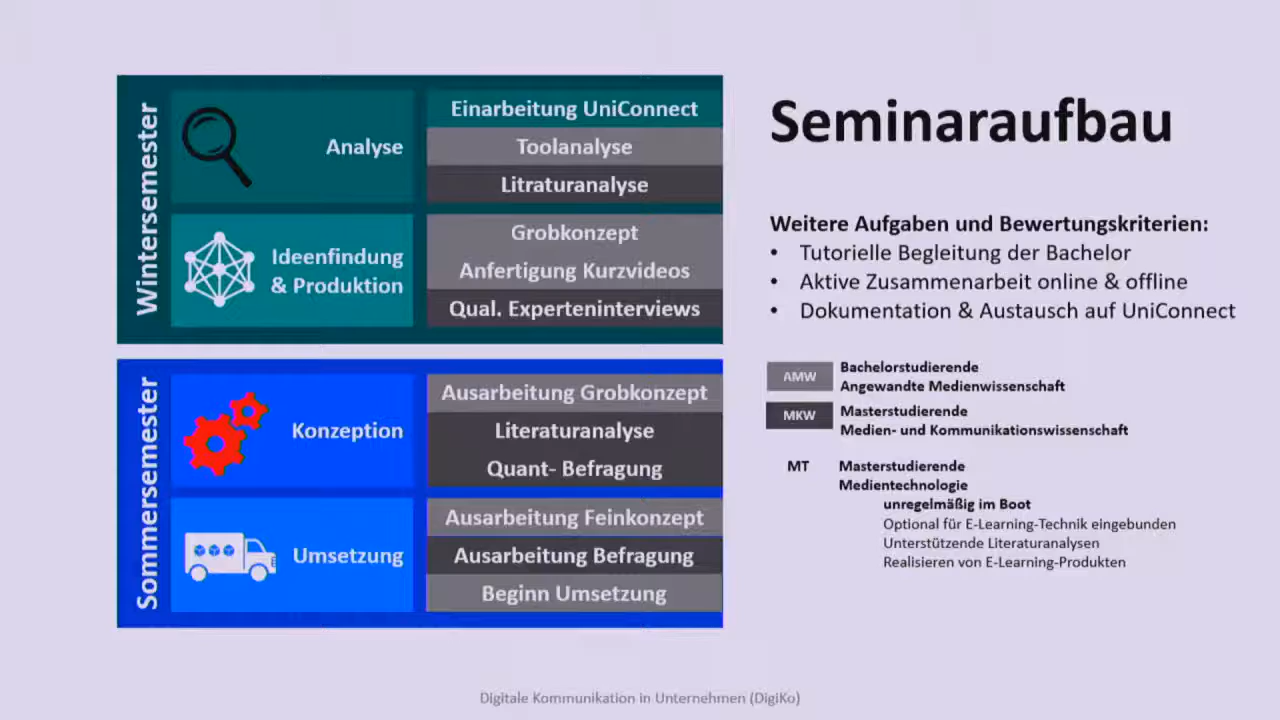 Seminaraufbau
Wintersemester
Analyse
Einarbeitung UniConnect
Toolanalyse
Litraturanalyse
Ideenfindung
& Produktion
Grobkonzept
Anfertigung Kurzvideos
Qual. Experteninterviews
Sommersemester
Konzeption
Ausarbeitung Grobkonzept
Literaturanalyse
Quant- Befragung
Umsetzung
Ausarbeitung Feinkonzept
Ausarbeitung Befragung
Beginn Umsetzung
Weitere Aufgaben und Bewertungskriterien:
• Tutorielle Begleitung der Bachelor
• Aktive Zusammenarbeit online & offline
• Dokumentation & Austausch auf UniConnect
AMW
Bachelorstudierende
Angewandte Medienwissenschaft
MKW
Masterstudierende
Medien- und Kommunikationswissenschaft
MT
Masterstudierende
Medientechnologie
unregelmäßig im Boot
Optional für E-Learning-Technik eingebunden
Unterstützende Literaturanalysen
Realisieren von E-Learning-Produkten
Digitale Kommunikation in Unternehmen (DigiKo)